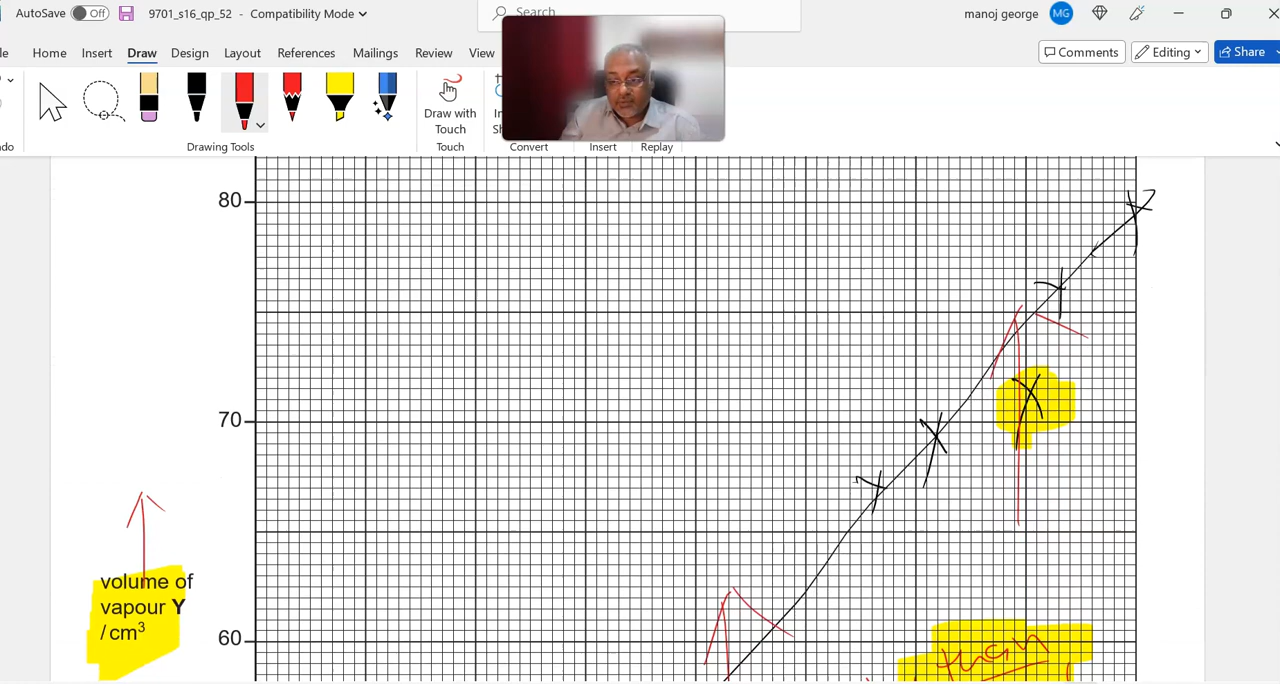 AutoSave Off 9701_s16_qp_52 - Compatibility Mode Search manoj george MG
Home Insert Draw Design Layout References Mailings Review View Comments Editing Share
Draw with
Touch
Drawing Tools Touch Convert Insert Replay
80
70
volume of
vapour Y
/cm³
60